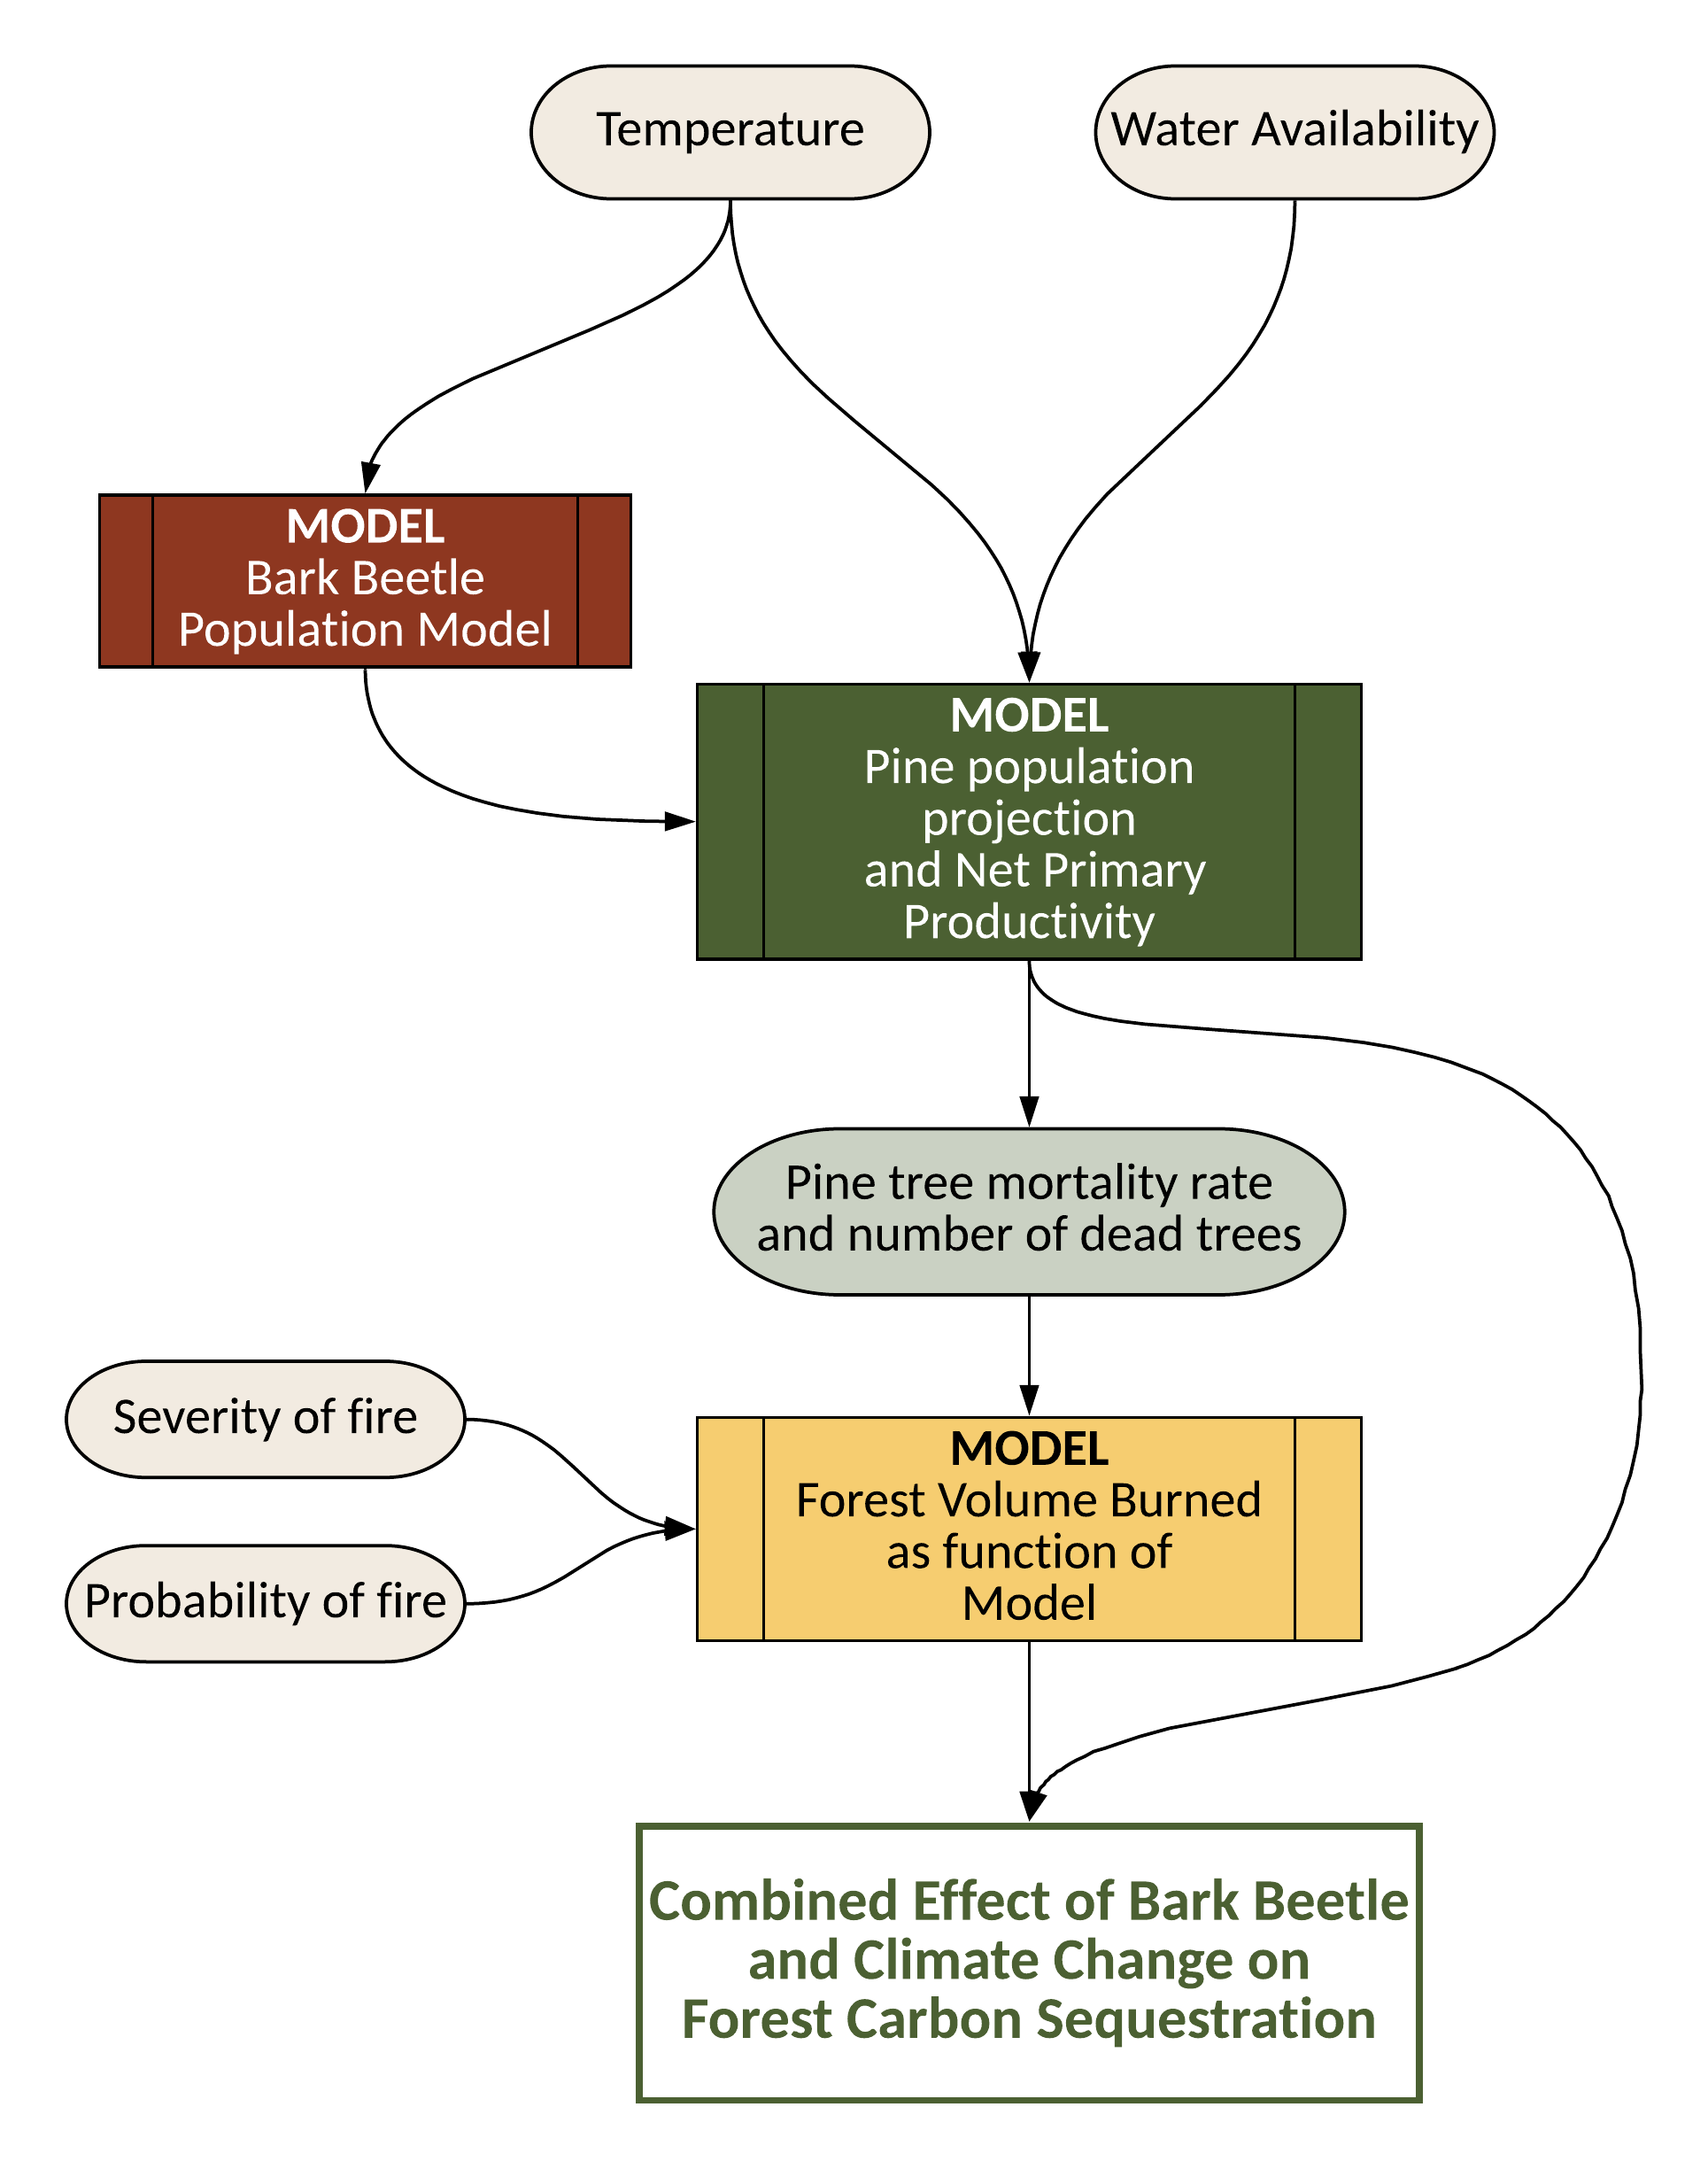 Temperature
Water Availability
MODEL
Bark Beetle
Population Model
MODEL
Pine population
projection
and Net Primary
Productivity
Pine tree mortality rate
and number of dead trees
Severity of fire
Probability of fire
MODEL
Forest Volume Burned
as function of
Model
Combined Effect of Bark Beetle
and Climate Change on
Forest Carbon Sequestration